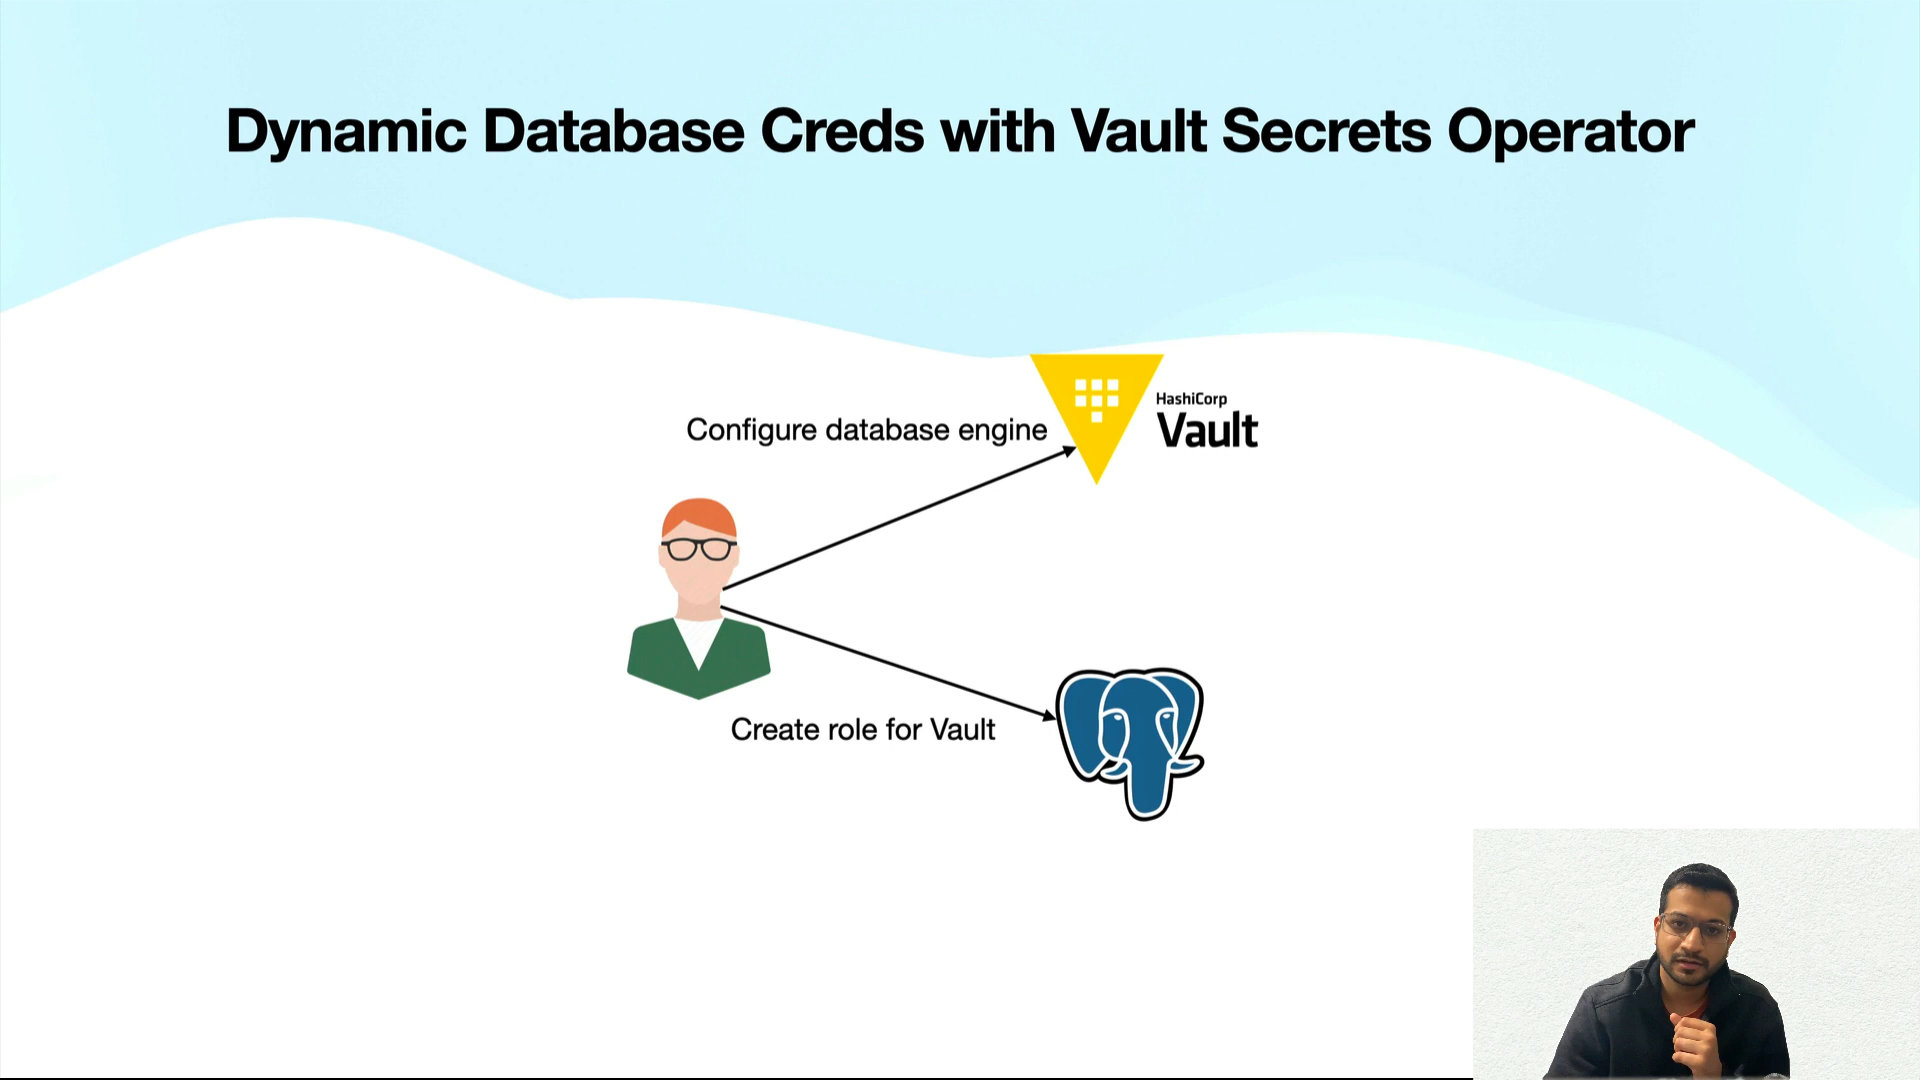 Dynamic Database Creds with Vault Secrets Operator
HashiCorp
Vault
Configure database engine
Create role for Vault